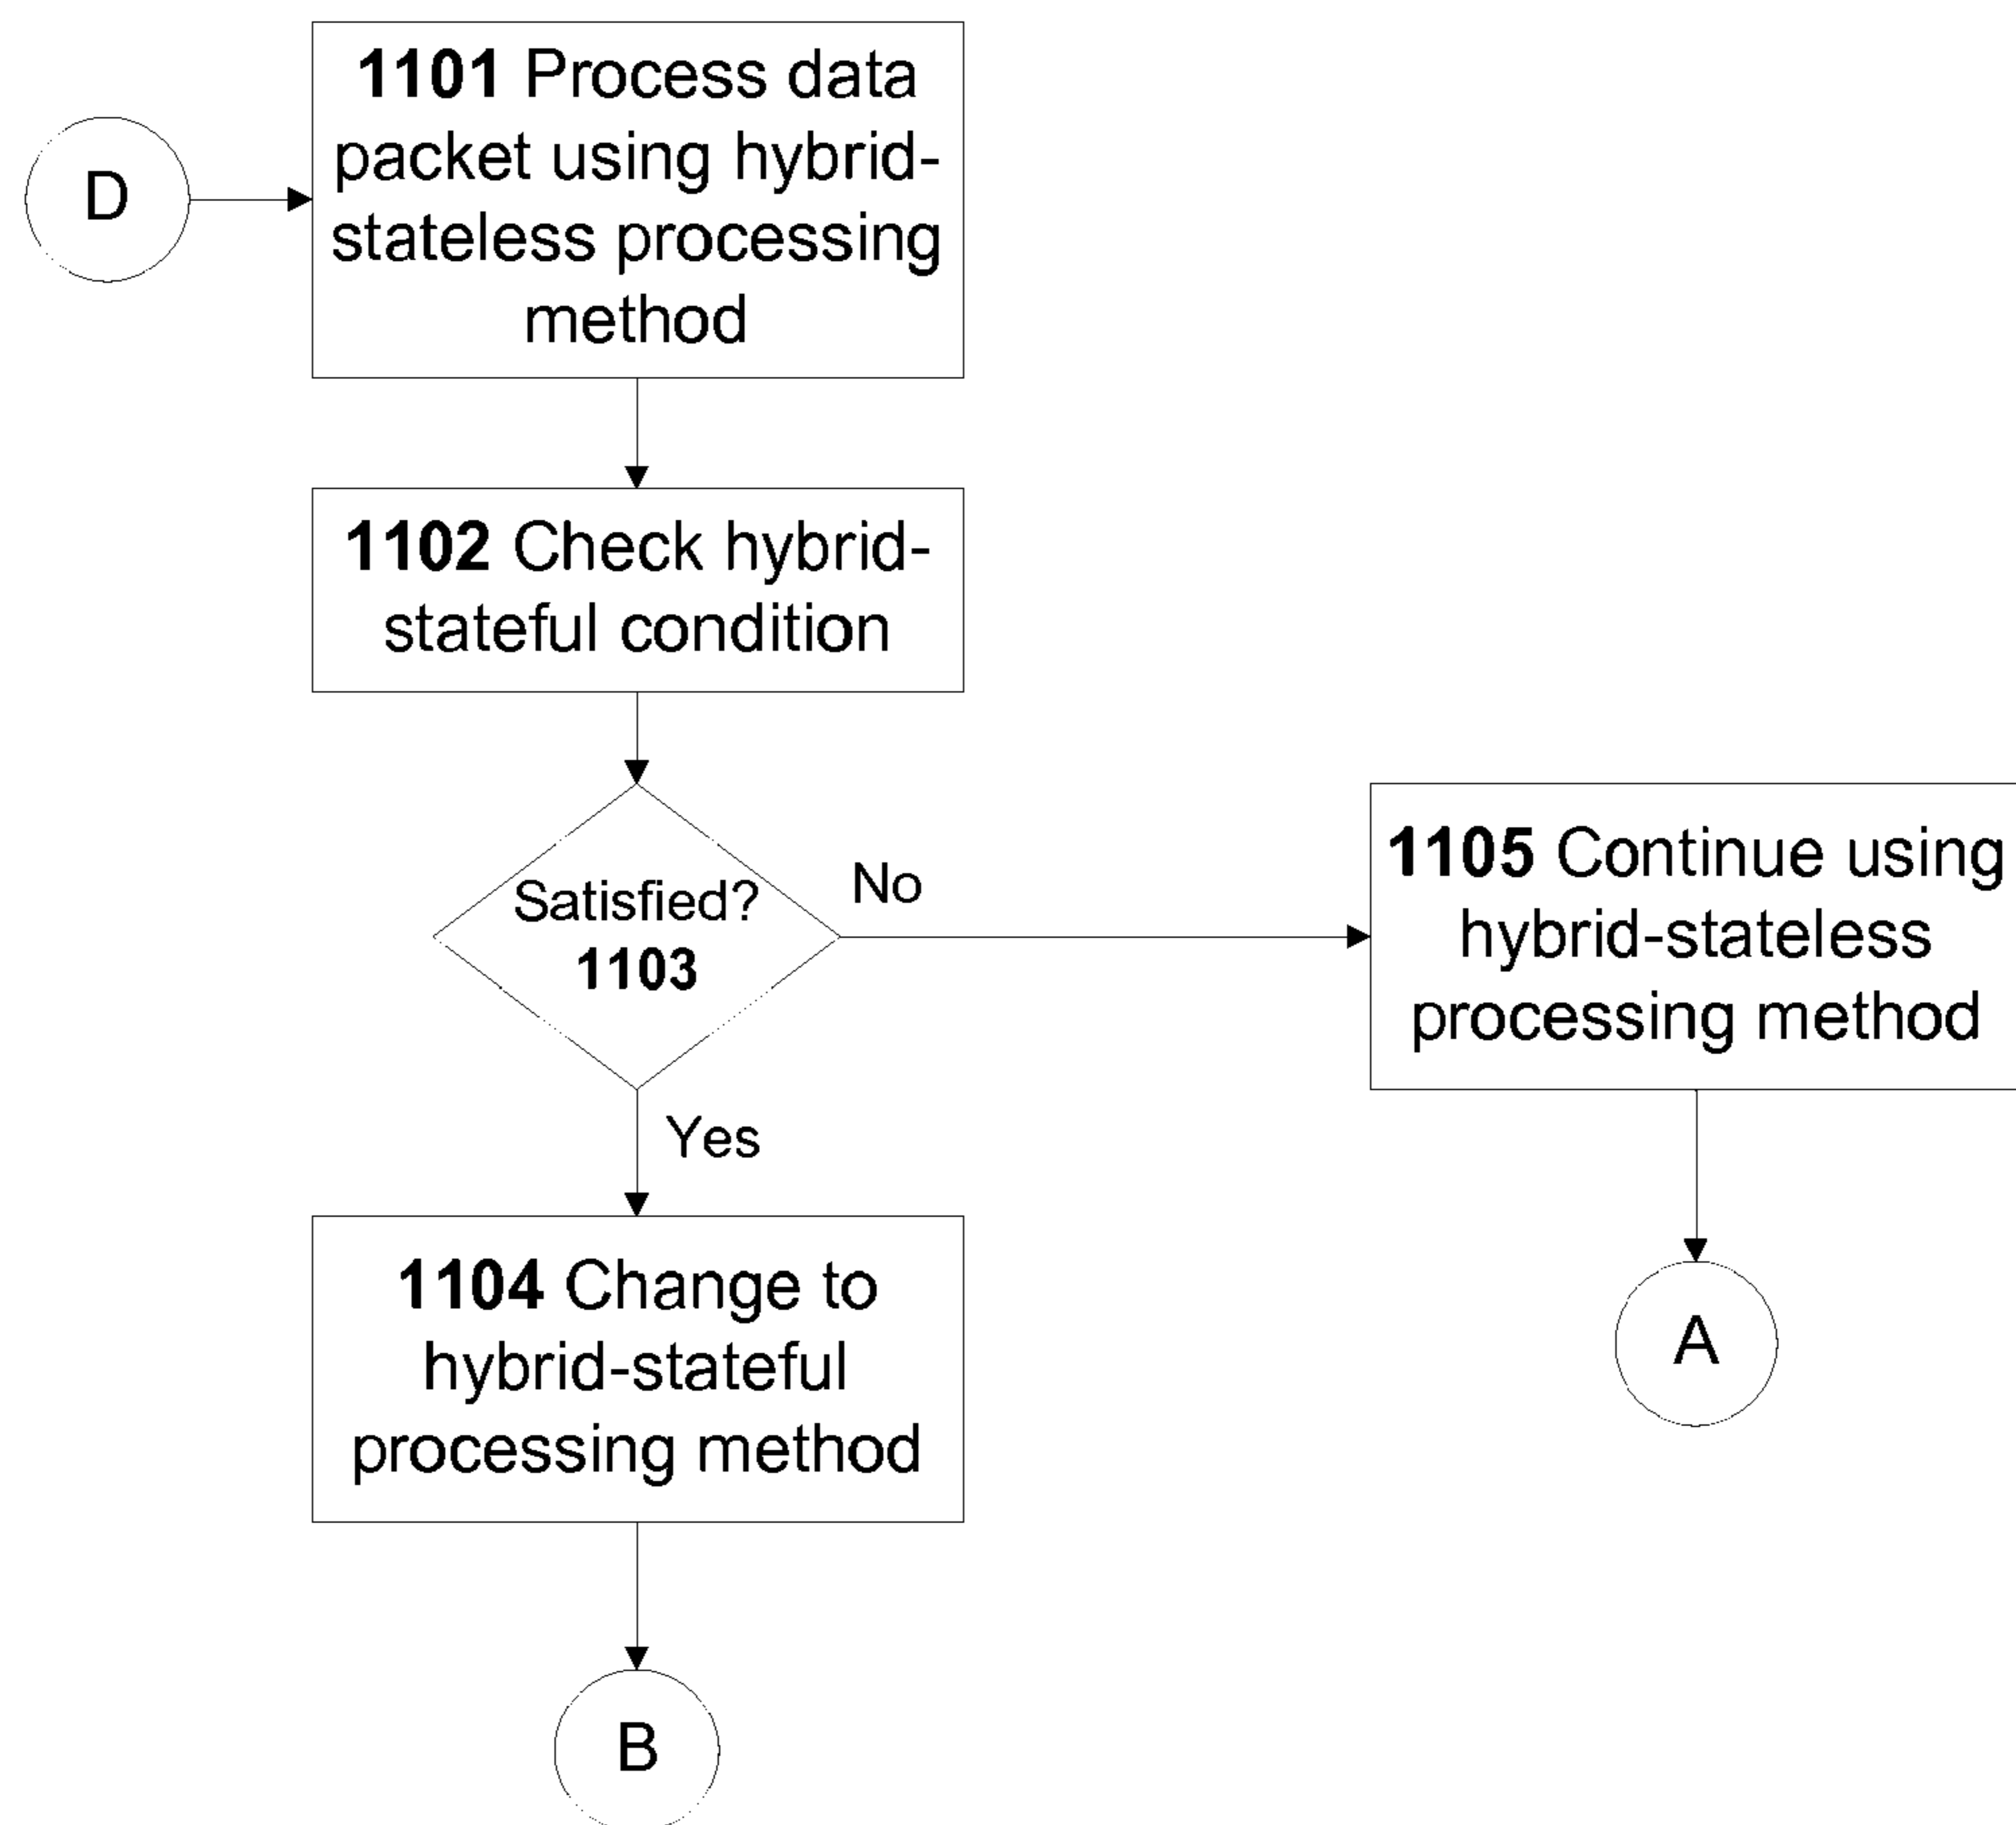 D
1101 Process data
packet using hybrid-
stateless processing
method
1102 Check hybrid-
stateful condition
Satisfied?
1103
No
Yes
1105 Continue using
hybrid-stateless
processing method
A
1104 Change to
hybrid-stateful
processing method
B